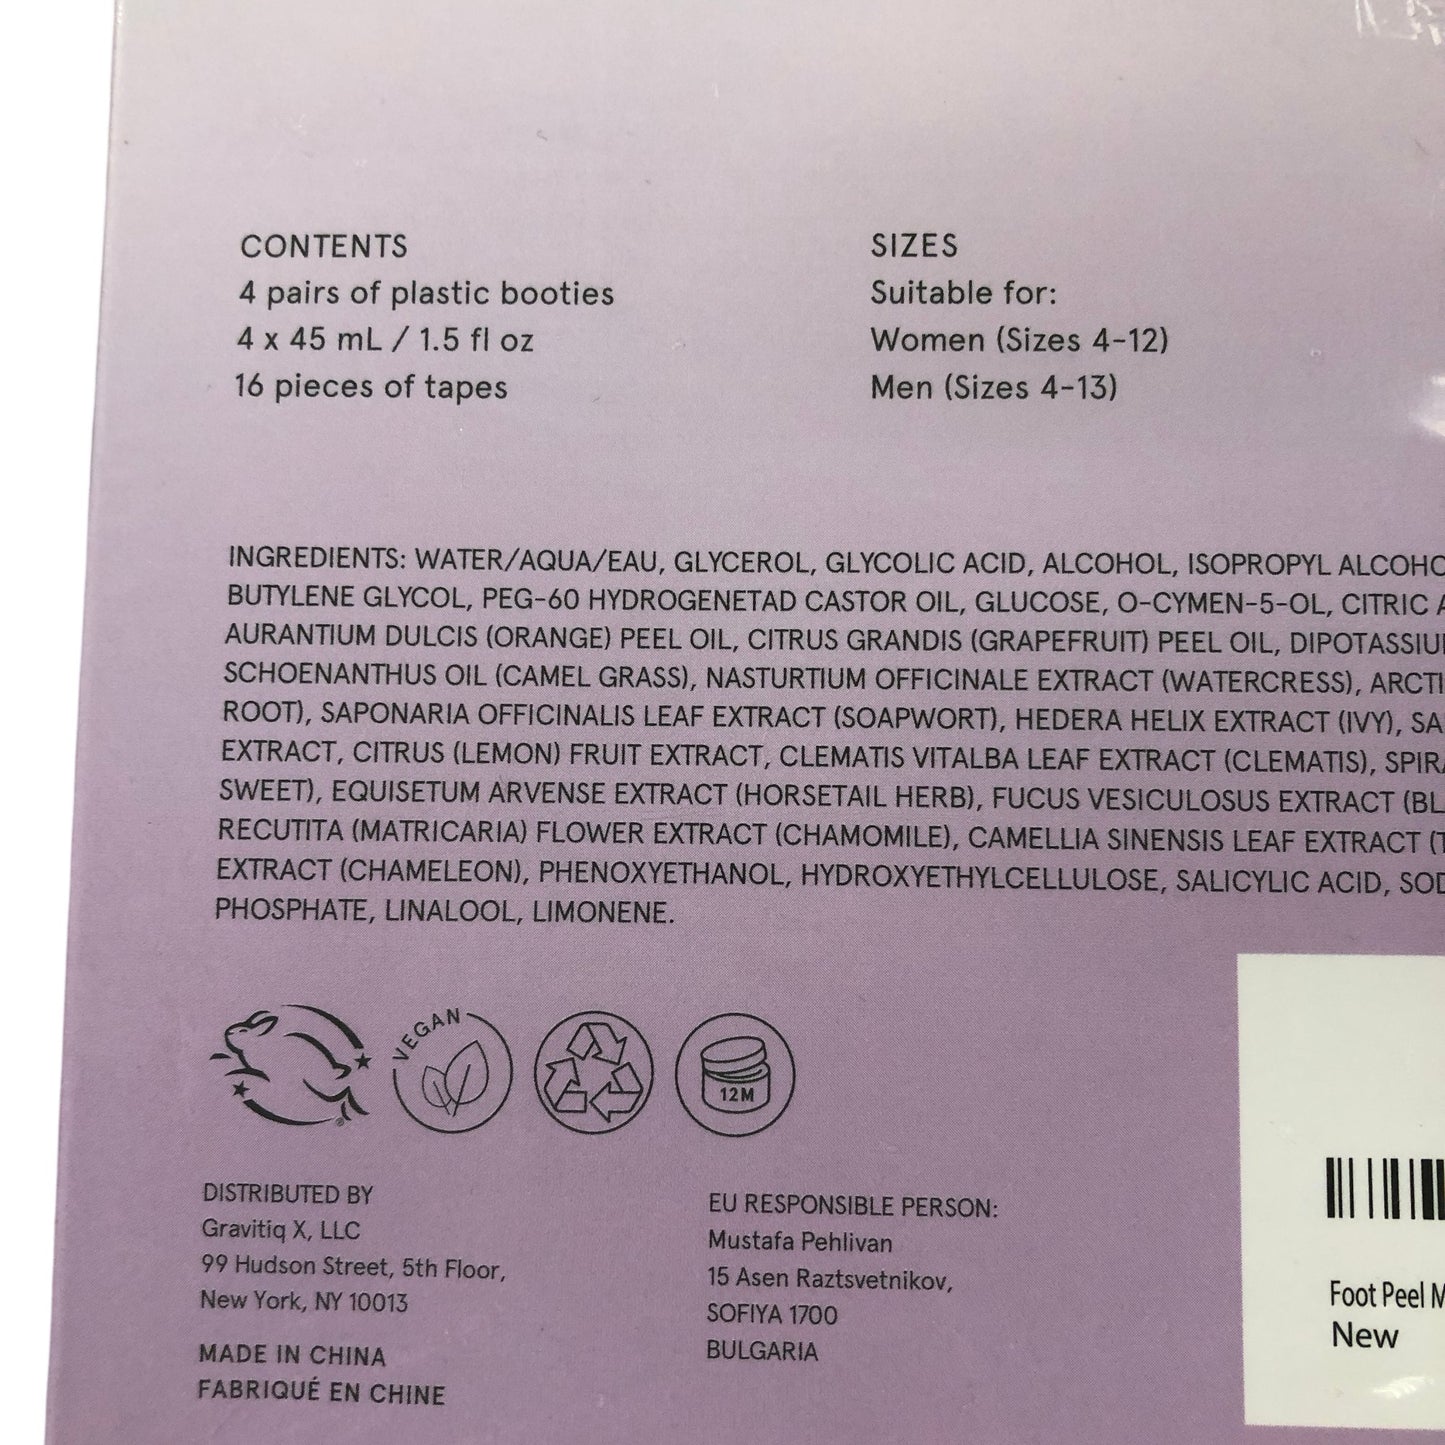 CONTENTS
4 pairs of plastic booties
4 x 45 mL / 1.5 fl oz
16 pieces of tapes
SIZES
Suitable for:
Women (Sizes 4-12)
Men (Sizes 4-13)
INGREDIENTS: WATER/AQUA/EAU, GLYCEROL, GLYCOLIC ACID, ALCOHOL, ISOPROPYL
BUTYLENE GLYCOL, PEG-60 HYDROGENETAD CASTOR OIL, GLUCOSE, O-CYMEN-5-OL, CITRIC
AURANTIUM DULCIS (ORANGE) PEEL OIL, CITRUS GRANDIS (GRAPEFRUIT) PEEL OIL,
SCHOENANTHUS OIL (CAMEL GRASS), NASTURTIUM OFFICINALE EXTRACT (WATERCRESS),
ROOT), SAPONARIA OFFICINALIS LEAF EXTRACT (SOAPWORT), HEDERA HELIX EXTRACT (IVY),
EXTRACT, CITRUS (LEMON) FRUIT EXTRACT, CLEMATIS VITALBA LEAF EXTRACT (CLEMATIS),
SWEET), EQUISETUM ARVENSE EXTRACT (HORSETAIL HERB), FUCUS VESICULOSUS EXTRACT
RECUTITA (MATRICARIA) FLOWER EXTRACT (CHAMOMILE), CAMELLIA SINENSIS LEAF EXTRACT
EXTRACT (CHAMELEON), PHENOXYETHANOL, HYDROXYETHYLCELLULOSE, SALICYLIC ACID,
PHOSPHATE, LINALOOL, LIMONENE.
VEGAN
12M
DISTRIBUTED BY
Gravitiq X, LLC
99 Hudson Street, 5th Floor,
New York, NY 10013
MADE IN CHINA
FABRIQUÉ EN CHINE
EU RESPONSIBLE PERSON:
Mustafa Pehlivan
15 Asen Raztsvetnikov,
SOFIYA 1700
BULGARIA
Foot Peel
New